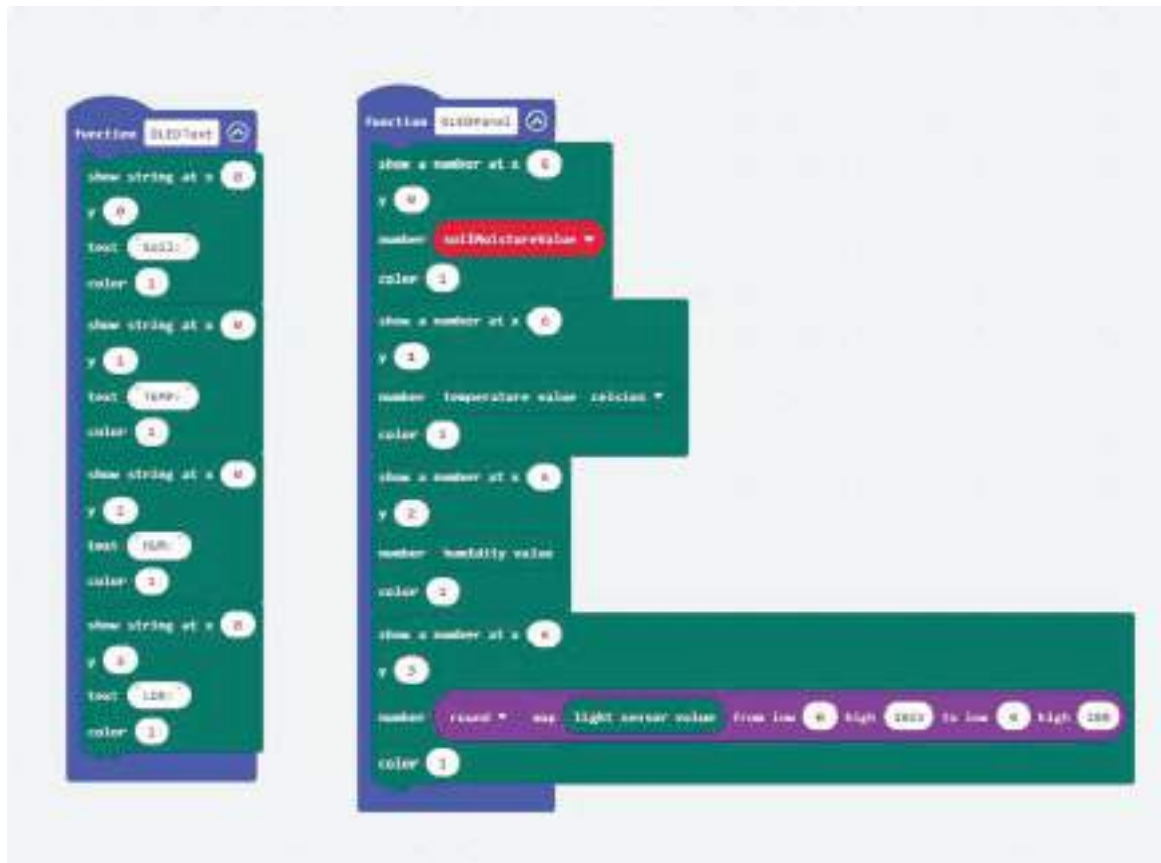 function OLEDText
show string at x 0
y 0
text "Soil:"
color 1
show string at x 0
y 1
text "TEMP:"
color 1
show string at x 0
y 2
text "HUM:"
color 1
show string at x 0
y 3
text "LDR:"
color 1
function OLEDPanel
show a number at x 6
y 0
number soilMoistureValue
color 1
show a number at x 6
y 1
number temperature value celsius
color 1
show a number at x 6
y 2
number humidity value
color 1
show a number at x 6
y 3
number round map light sensor value from low 0 high 1023 to low 0 high 100
color 1